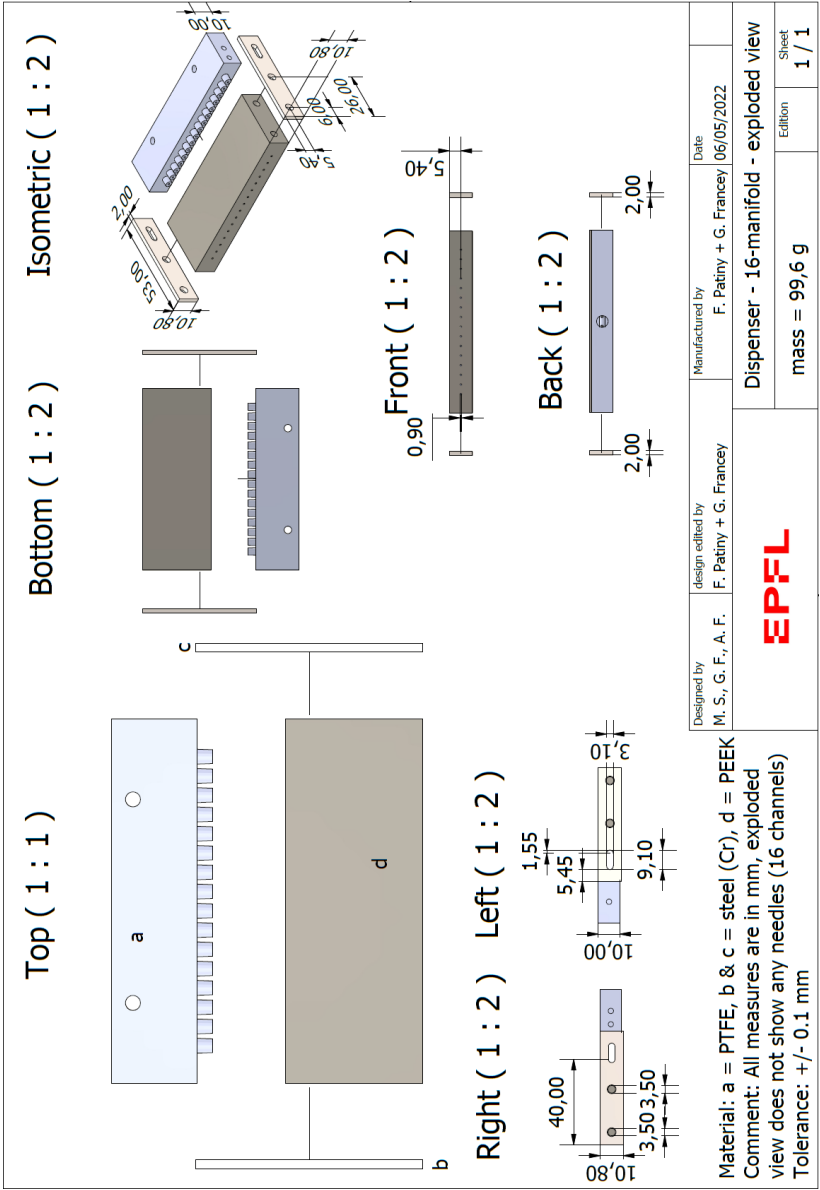 Top ( 1 : 1 )
a
b
c
d
Bottom ( 1 : 2 )
Isometric ( 1 : 2 )
10,00
2,00
53,00
10,80
10,80
6,00
26,00
5,40
Right ( 1 : 2 )
40,00
10,80
3,50
3,50
Left ( 1 : 2 )
1,55
5,45
3,10
10,00
9,10
Front ( 1 : 2 )
0,90
5,40
Back ( 1 : 2 )
2,00
2,00
Material: a = PTFE, b & c = steel (Cr), d = PEEK
Comment: All measures are in mm, exploded
view does not show any needles (16 channels)
Tolerance: +/- 0.1 mm
Designed by
M. S., G. F., A. F.
design edited by
F. Patiny + G. Francey
Manufactured by
F. Patiny + G. Francey
Date
06/05/2022
EPFL
Dispenser - 16-manifold - exploded view
mass = 99,6 g
Edition
Sheet
1 / 1